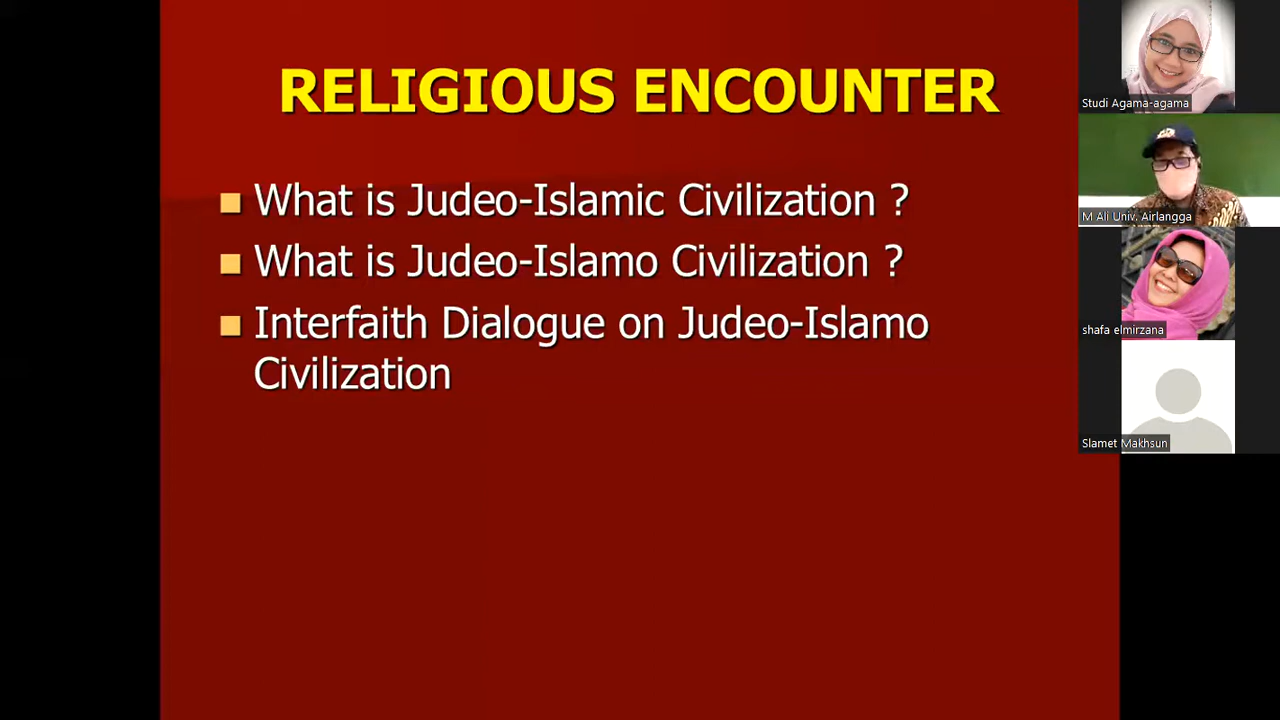 RELIGIOUS ENCOUNTER
What is Judeo-Islamic Civilization ?
What is Judeo-Islamo Civilization ?
Interfaith Dialogue on Judeo-Islamo
Civilization
Studi Agama-agama
M Ali Univ. Airlangga
shafa elmirzana
Slamet Makhsun